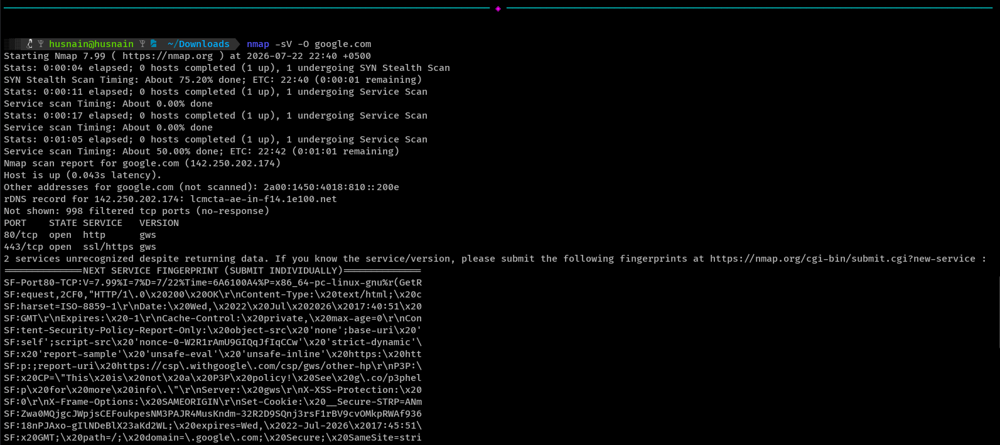 husnain@husnain ~/Downloads nmap -sV -O google.com
Starting Nmap 7.99 ( https://nmap.org ) at 2026-07-22 22:40 +0500
Stats: 0:00:04 elapsed; 0 hosts completed (1 up), 1 undergoing SYN Stealth Scan
SYN Stealth Scan Timing: About 75.20% done; ETC: 22:40 (0:00:01 remaining)
Stats: 0:00:11 elapsed; 0 hosts completed (1 up), 1 undergoing Service Scan
Service scan Timing: About 0.00% done
Stats: 0:00:17 elapsed; 0 hosts completed (1 up), 1 undergoing Service Scan
Service scan Timing: About 0.00% done
Stats: 0:01:05 elapsed; 0 hosts completed (1 up), 1 undergoing Service Scan
Service scan Timing: About 50.00% done; ETC: 22:42 (0:01:01 remaining)
Nmap scan report for google.com (142.250.202.174)
Host is up (0.043s latency).
Other addresses for google.com (not scanned): 2a00:1450:4018:810::200e
rDNS record for 142.250.202.174: lcmcta-ae-in-f14.1e100.net
Not shown: 998 filtered tcp ports (no-response)
PORT    STATE SERVICE   VERSION
80/tcp  open  http      gws
443/tcp open  ssl/https gws
2 services unrecognized despite returning data. If you know the service/version, please submit the following fingerprints at https://nmap.org/cgi-bin/submit.cgi?new-service :
==============NEXT SERVICE FINGERPRINT (SUBMIT INDIVIDUALLY)==============
SF-Port80-TCP:V=7.99%I=7%D=7/22%Time=6A6100A4%P=x86_64-pc-linux-gnu%r(GetR
SF:equest,2CF0,"HTTP/1\.0\x20200\x20OK\r\nContent-Type:\x20text/html;\x20c
SF:harset=ISO-8859-1\r\nDate:\x20Wed,\x2022\x20Jul\x202026\x2017:40:51\x20
SF:GMT\r\nExpires:\x20-1\r\nCache-Control:\x20private,\x20max-age=0\r\nCon
SF:tent-Security-Policy-Report-Only:\x20object-src\x20'none';base-uri\x20'
SF:self';script-src\x20'nonce-0-W2R1rAmU9GIQqJfIqCCw'\x20'strict-dynamic'\
SF:x20'report-sample'\x20'unsafe-eval'\x20'unsafe-inline'\x20https:\x20htt
SF:p:;report-uri\x20https://csp\.withgoogle\.com/csp/gws/other-hp\r\nP3P:\
SF:x20CP=\"This\x20is\x20not\x20a\x20P3P\x20policy!\x20See\x20g\.co/p3phel
SF:p\x20for\x20more\x20info\.\"\r\nServer:\x20gws\r\nX-XSS-Protection:\x20
SF:0\r\nX-Frame-Options:\x20SAMEORIGIN\r\nSet-Cookie:\x20__Secure-STRP=ANm
SF:Zwa0MQjgcJWpjsCEFoukpesNM3PAJR4MusKndm-32R2D9SQnj3rsF1rBV9cvOMkpRWAf936
SF:18nPJAxo-gIlNDeBlX23aKd2WL;\x20expires=Wed,\x2022-Jul-2026\x2017:45:51\
SF:x20GMT;\x20path=/;\x20domain=\.google\.com;\x20Secure;\x20SameSite=stri